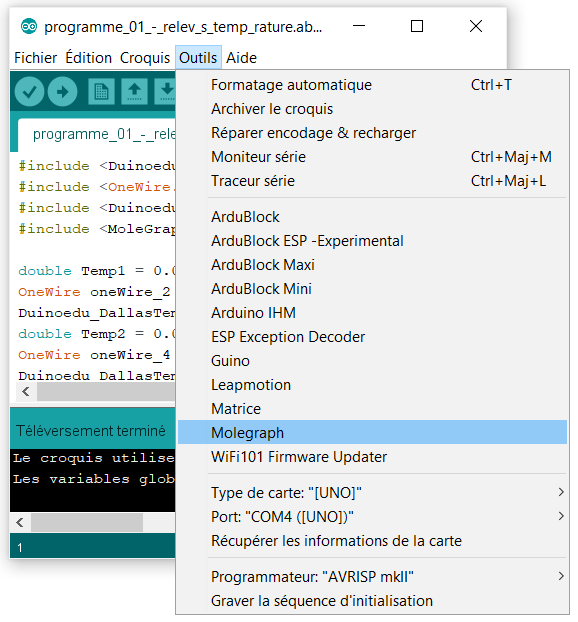 programme_01_-_relev_s_temp_rature.ab...
Fichier Édition Croquis Outils Aide
programme_01_-_relev
#include <Duinoedu
#include <OneWire.
#include <Duinoedu
#include <MoleGrap
double Temp1 = 0.0
OneWire oneWire_2
Duinoedu_DallasTem
double Temp2 = 0.0
OneWire oneWire_4
Duinoedu DallasTem
Téléversement terminé
Le croquis utilise
Les variables glob
1
Formatage automatique Ctrl+T
Archiver le croquis
Réparer encodage & recharger
Moniteur série Ctrl+Maj+M
Traceur série Ctrl+Maj+L
ArduBlock
ArduBlock ESP -Experimental
ArduBlock Maxi
ArduBlock Mini
Arduino IHM
ESP Exception Decoder
Guino
Leapmotion
Matrice
Molegraph
WiFi101 Firmware Updater
Type de carte: "[UNO]"
Port: "COM4 ([UNO])"
Récupérer les informations de la carte
Programmateur: "AVRISP mkII"
Graver la séquence d'initialisation